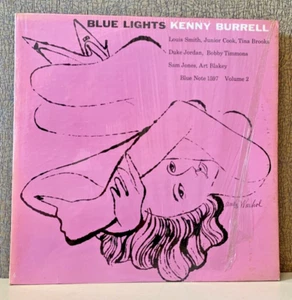 BLUE LIGHTS KENNY BURRELL
Louis Smith, Junior Cook, Tina Brooks
Duke Jordan, Bobby Timmons
Sam Jones, Art Blakey
Blue Note 1597 Volume 2
Andy Warhol